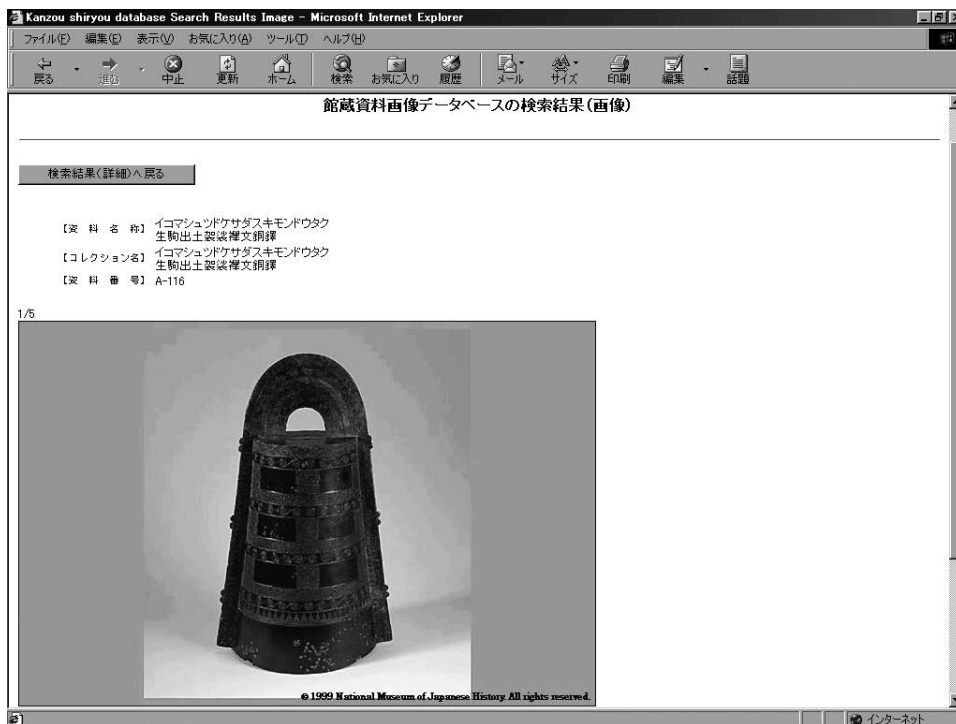 Kanzou shiryou database Search Results Image - Microsoft Internet Explorer
ファイル(F) 編集(E) 表示(V) お気に入り(A) ツール(T) ヘルプ(H)
戻る 進む 中止 更新 ホーム 検索 お気に入り 履歴 メール サイズ 印刷 編集 話題
館蔵資料画像データベースの検索結果(画像)
検索結果(詳細)へ戻る
【資 料 名 称】 イコマシュツドケサダスキモンドウタク
生駒出土袈裟襷文銅鐸
【コレクション名】 イコマシュツドケサダスキモンドウタク
生駒出土袈裟襷文銅鐸
【資 料 番 号】 A-116
1/5
© 1999 National Museum of Japanese History. All rights reserved.
インターネット